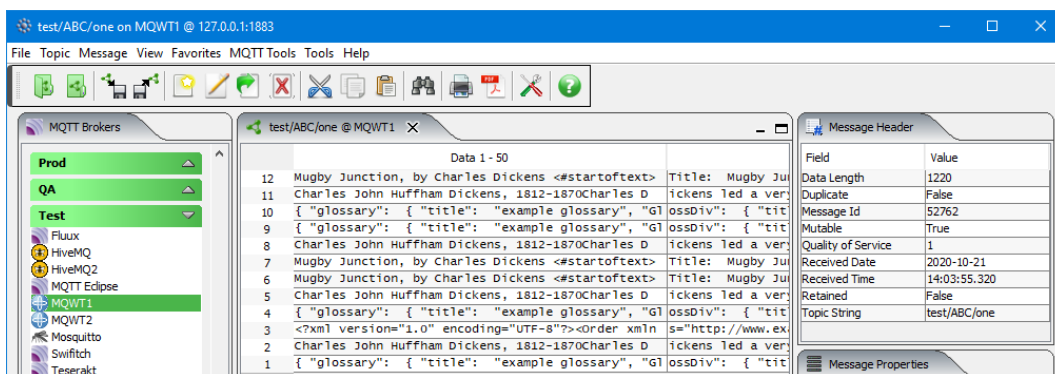 test/ABC/one on MQWT1 @ 127.0.0.1:1883
File Topic Message View Favorites MQTT Tools Tools Help
PDF
MQTT Brokers
Prod
QA
Test
Fluux
HiveMQ
HiveMQ2
MQTT Eclipse
MQWT1
MQWT2
Mosquitto
Swifitch
Teserakt
test/ABC/one @ MQWT1
Data 1 - 50
12 Mugby Junction, by Charles Dickens <#startoftext> Title: Mugby Jun
11 Charles John Huffham Dickens, 1812-1870Charles D ickens led a very
10 { "glossary": { "title": "example glossary", "Gl ossDiv": { "tit
9 { "glossary": { "title": "example glossary", "Gl ossDiv": { "tit
8 Charles John Huffham Dickens, 1812-1870Charles D ickens led a very
7 Mugby Junction, by Charles Dickens <#startoftext> Title: Mugby Jun
6 Mugby Junction, by Charles Dickens <#startoftext> Title: Mugby Jun
5 Charles John Huffham Dickens, 1812-1870Charles D ickens led a very
4 { "glossary": { "title": "example glossary", "Gl ossDiv": { "tit
3 <?xml version="1.0" encoding="UTF-8"?><Order xmln s="http://www.exa
2 Charles John Huffham Dickens, 1812-1870Charles D ickens led a very
1 { "glossary": { "title": "example glossary", "Gl ossDiv": { "tit
Message Header
Field Value
Data Length 1220
Duplicate False
Message Id 52762
Mutable True
Quality of Service 1
Received Date 2020-10-21
Received Time 14:03:55.320
Retained False
Topic String test/ABC/one
Message Properties